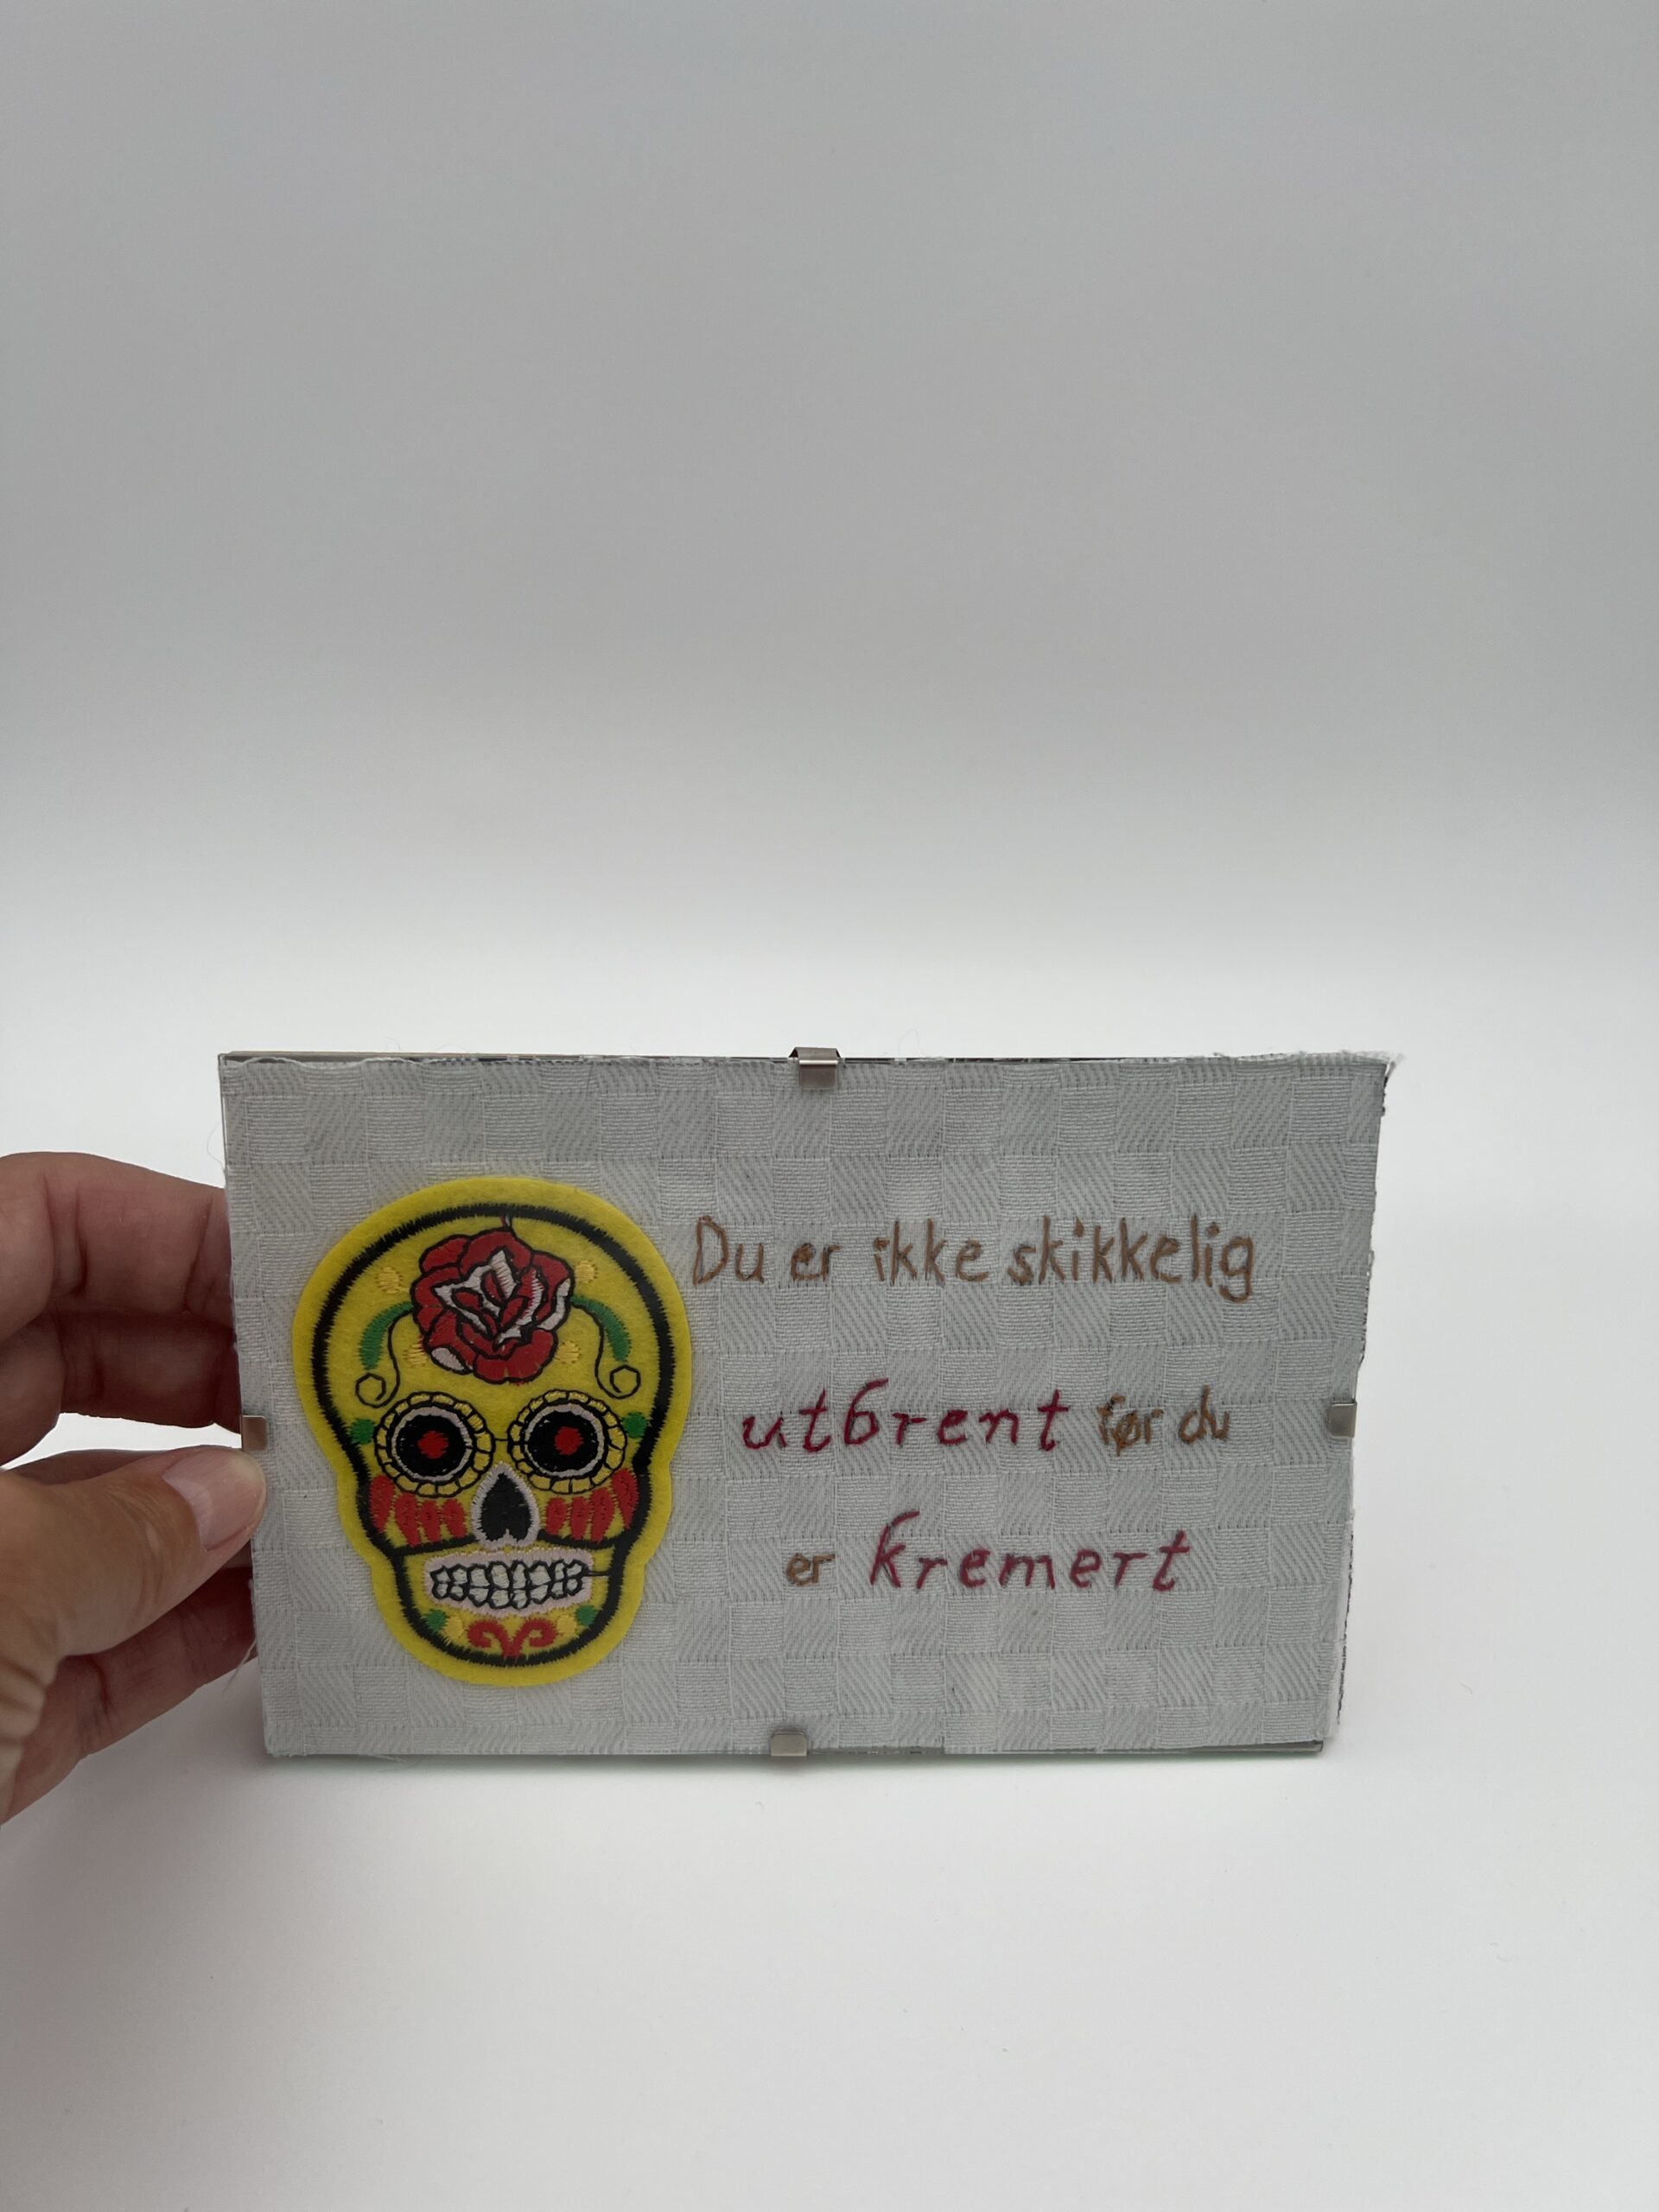 Du er ikke skikkelig
utbrent før du
er kremert